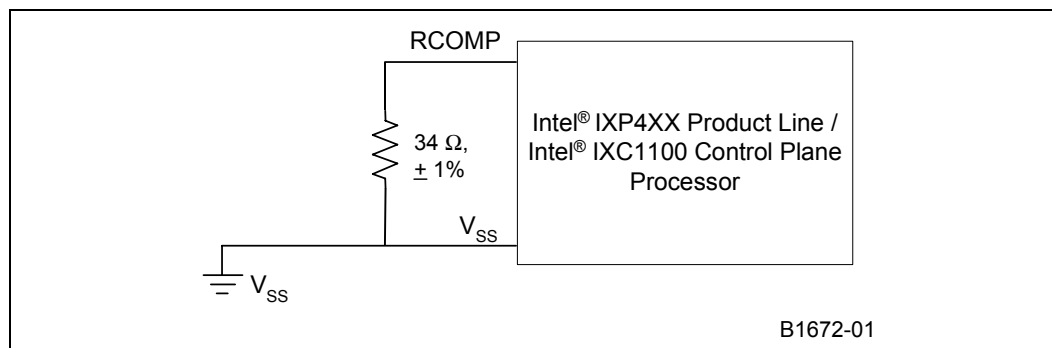 RCOMP
34 Ω,
± 1%
Intel® IXP4XX Product Line /
Intel® IXC1100 Control Plane
Processor
VSS
VSS
B1672-01